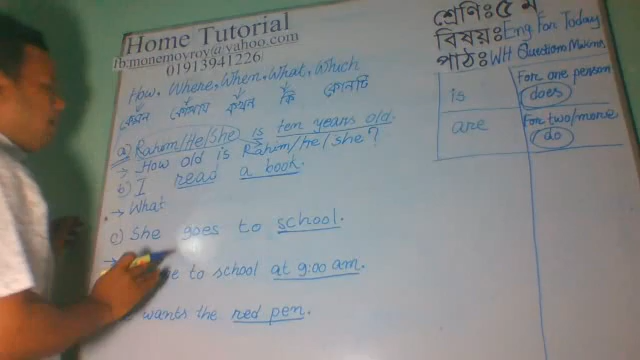 Home Tutorial
fb:monemoyroy@yahoo.com
01913941226
শ্রেণিঃ ৫ ম
বিষয়ঃ Eng For Today
পাঠঃ WH Question Making
How, Where, When, What, Which
কেমন কোথায় কখন কি কোনটি
a) Rahim/He/She is ten years old.
→ How old is Rahim/he/she?
b) I read a book.
→ What
c) She goes to school.
→
to school at 9:00 am.
wants the red pen.
is For one person does
are For two/more do